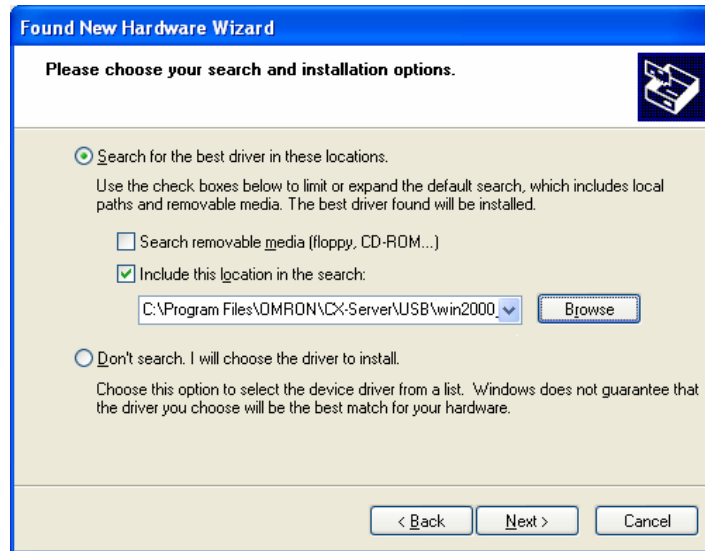 Found New Hardware Wizard
Please choose your search and installation options.
Search for the best driver in these locations.
Use the check boxes below to limit or expand the default search, which includes local
paths and removable media. The best driver found will be installed.
Search removable media (floppy, CD-ROM...)
Include this location in the search:
C:\Program Files\OMRON\CX-Server\USB\win2000_
Browse
Don't search. I will choose the driver to install.
Choose this option to select the device driver from a list. Windows does not guarantee that
the driver you choose will be the best match for your hardware.
< Back Next > Cancel